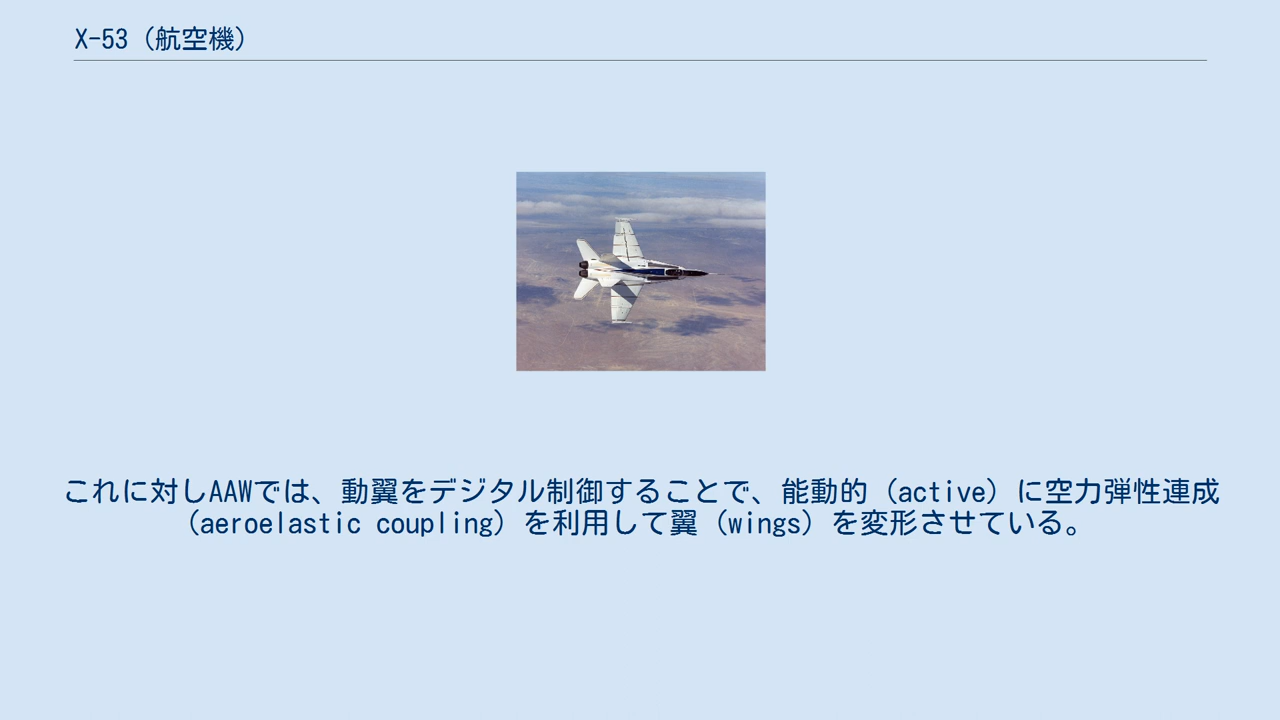 X-53（航空機）
これに対しAAWでは、動翼をデジタル制御することで、能動的（active）に空力弾性連成
（aeroelastic coupling）を利用して翼（wings）を変形させている。